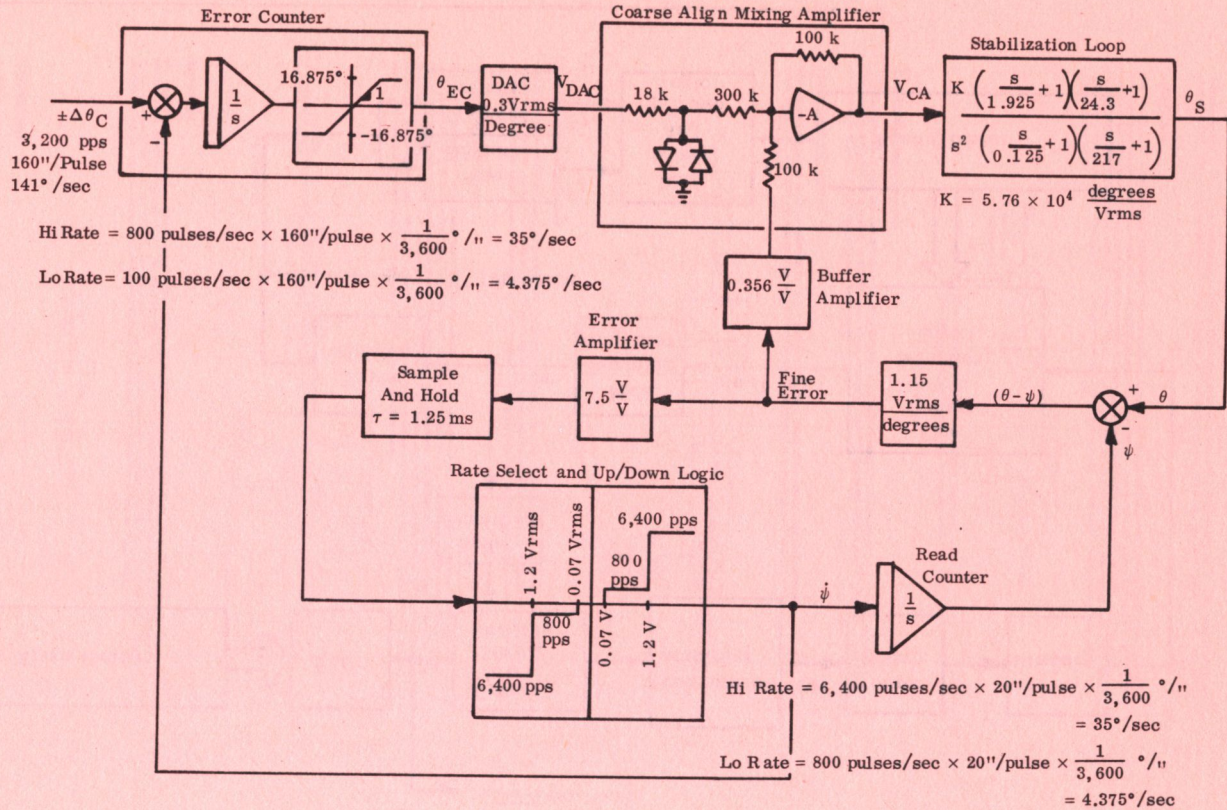 Error Counter
Coarse Align Mixing Amplifier
Stabilization Loop
16.875°
1
-16.875°
1/s
+
-
±Δθ_C
3,200 pps
160"/Pulse
141°/sec
θ_EC
DAC
0.3Vrms
Degree
V_DAC
18 k
300 k
100 k
-A
100 k
V_CA
K (s/1.925 + 1)(s/24.3 +1)
s² (s/0.125 + 1)(s/217 +1)
θ_S
K = 5.76 × 10⁴ degrees/Vrms
Hi Rate = 800 pulses/sec × 160"/pulse × 1/3,600 °/" = 35°/sec
Lo Rate = 100 pulses/sec × 160"/pulse × 1/3,600 °/" = 4.375°/sec
0.356 V/V
Buffer
Amplifier
Error
Amplifier
Sample
And Hold
τ = 1.25 ms
7.5 V/V
Fine
Error
1.15
Vrms
degrees
(θ-ψ)
+
θ
-
ψ
Rate Select and Up/Down Logic
1.2 Vrms
0.07 Vrms
6,400 pps
800
pps
800
pps
6,400 pps
0.07 V
1.2 V
ψ̇
Read
Counter
1/s
Hi Rate = 6,400 pulses/sec × 20"/pulse × 1/3,600 °/"
= 35°/sec
Lo Rate = 800 pulses/sec × 20"/pulse × 1/3,600 °/"
= 4.375°/sec